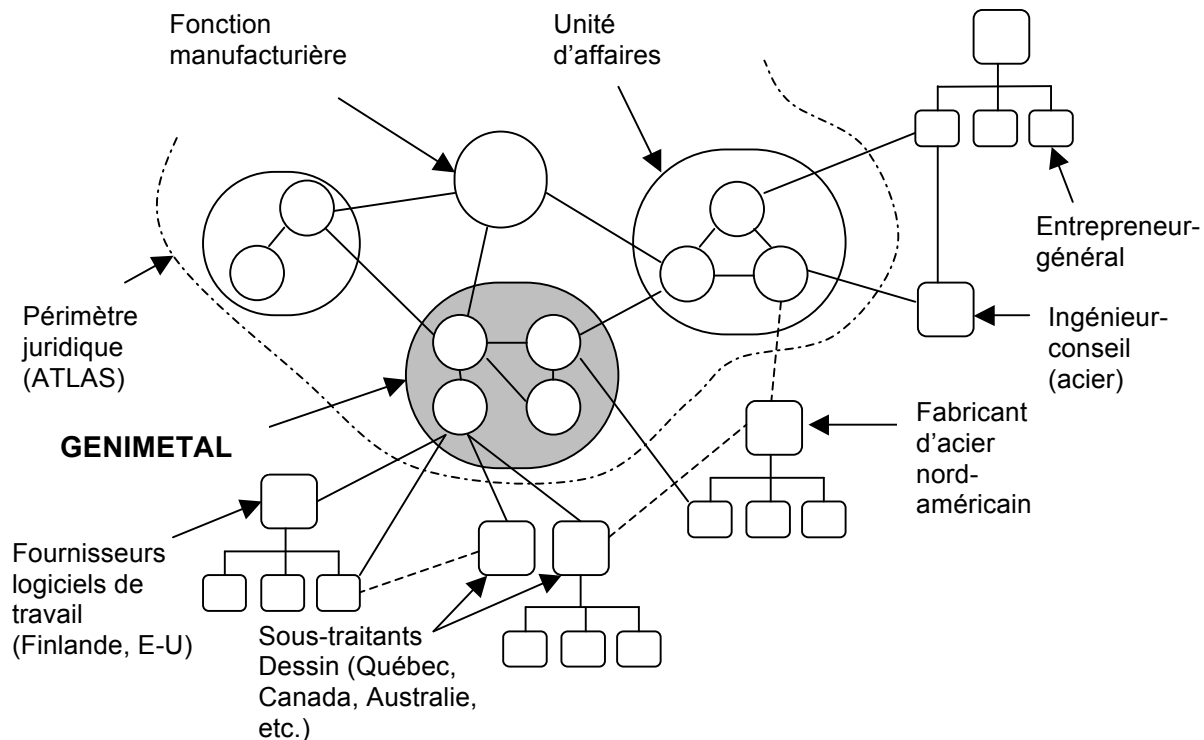 Fonction
manufacturière
Unité
d’affaires
Entrepreneur-
général
Périmètre
juridique
(ATLAS)
Ingénieur-
conseil
(acier)
GENIMETAL
Fabricant
d’acier
nord-
américain
Fournisseurs
logiciels de
travail
(Finlande, E-U)
Sous-traitants
Dessin (Québec,
Canada, Australie,
etc.)